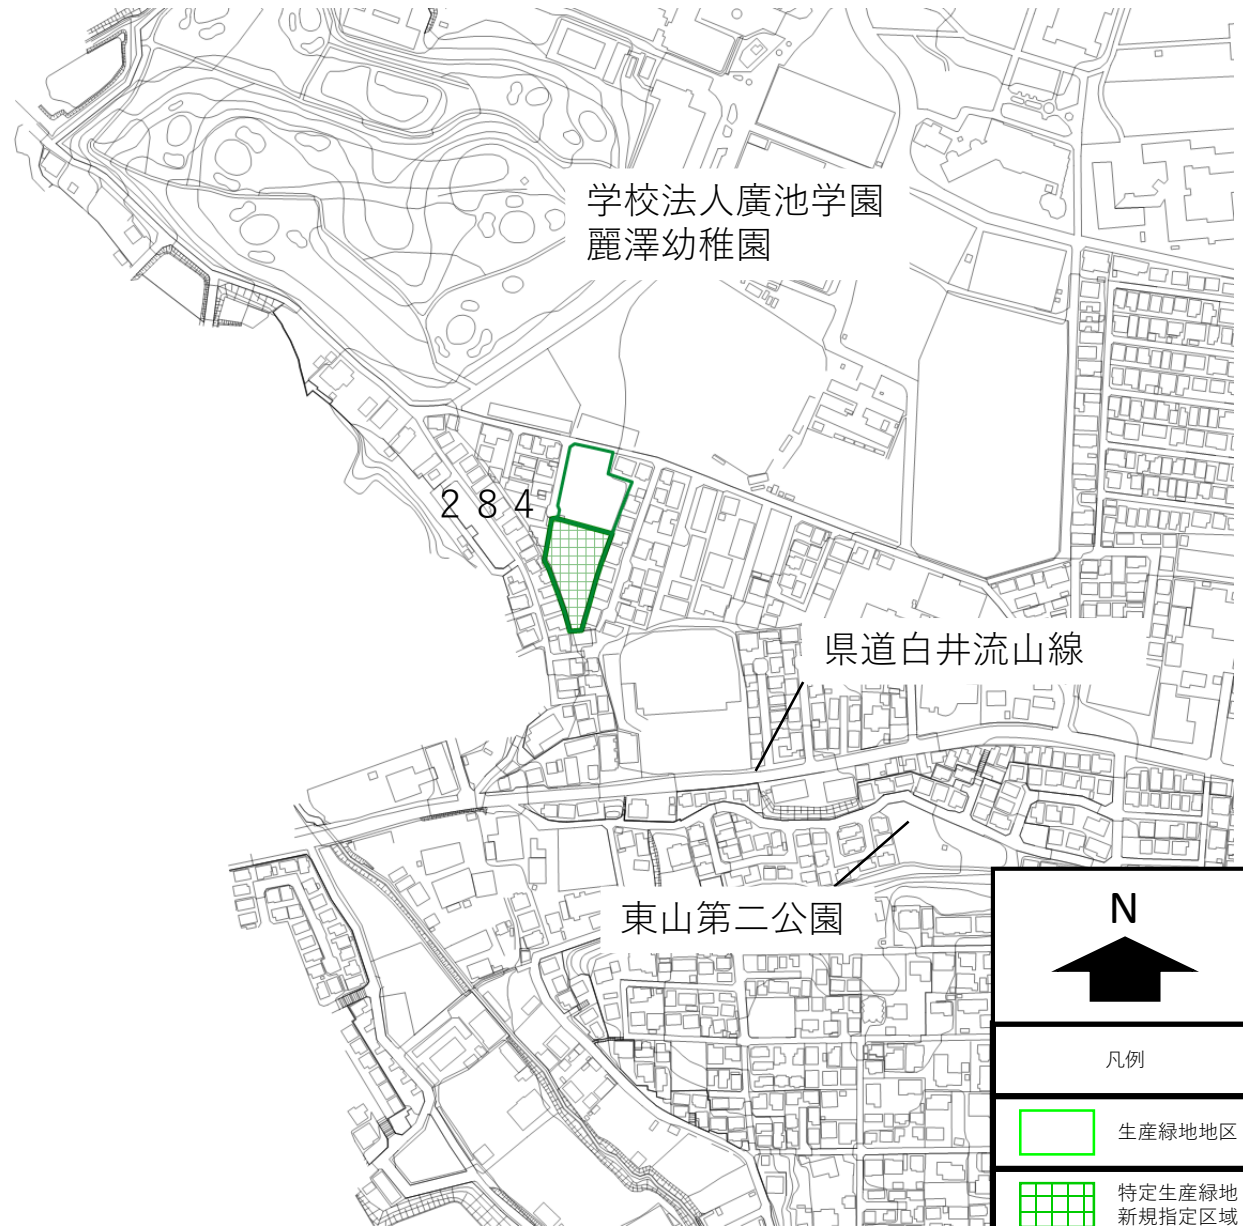 学校法人廣池学園
麗澤幼稚園
284
県道白井流山線
東山第二公園
N
凡例
生産緑地地区
特定生産緑地
新規指定区域